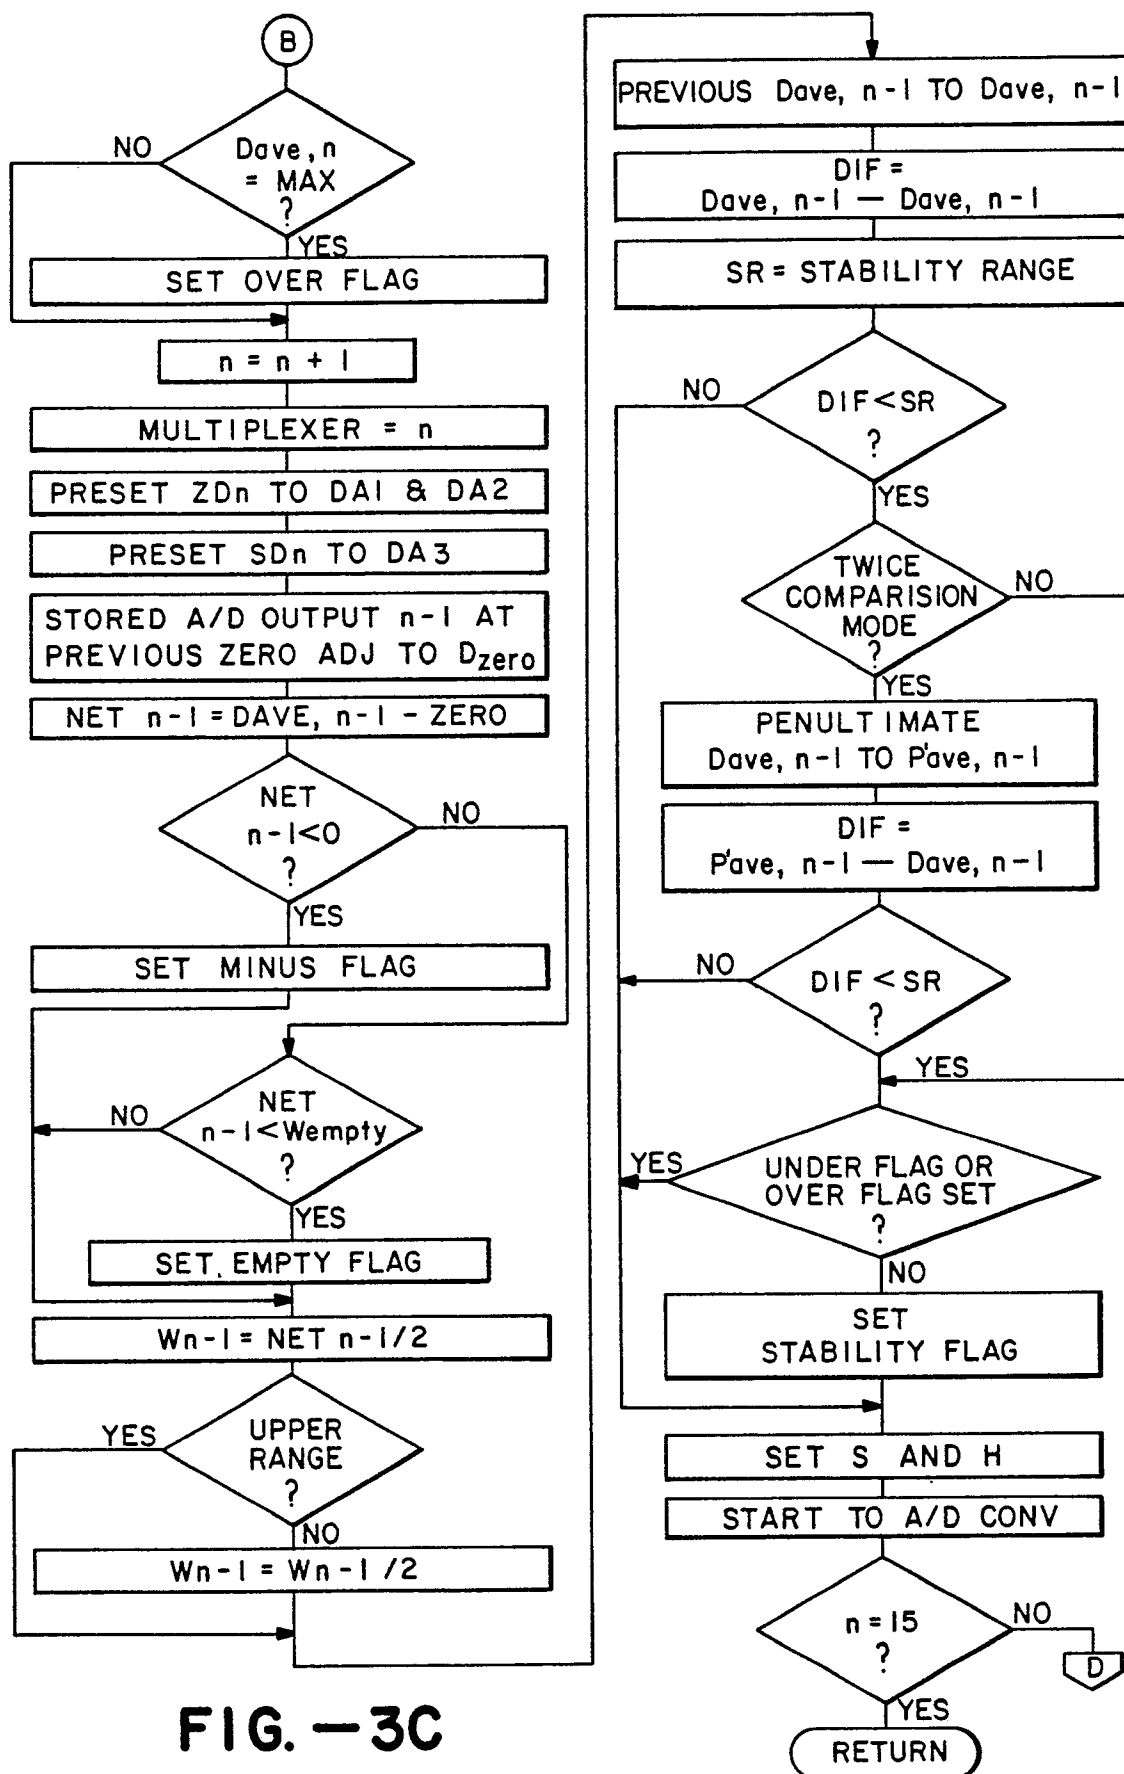 B
Dave, n
= MAX
?
NO
YES
SET OVER FLAG
n = n + 1
MULTIPLEXER = n
PRESET ZDn TO DA1 & DA2
PRESET SDn TO DA3
STORED A/D OUTPUT n-1 AT
PREVIOUS ZERO ADJ TO Dzero
NET n-1 = DAVE, n-1 - ZERO
NET
n-1<0
?
NO
YES
SET MINUS FLAG
NET
n-1<Wempty
?
NO
YES
SET. EMPTY FLAG
Wn-1 = NET n-1/2
UPPER
RANGE
?
YES
NO
Wn-1 = Wn-1/2
PREVIOUS Dave, n-1 TO Dave, n-1
DIF =
Dave, n-1 — Dave, n-1
SR = STABILITY RANGE
DIF<SR
?
NO
YES
TWICE
COMPARISION
MODE
?
NO
YES
PENULTIMATE
Dave, n-1 TO P'ave, n-1
DIF =
P'ave, n-1 — Dave, n-1
DIF < SR
?
NO
YES
UNDER FLAG OR
OVER FLAG SET
?
YES
NO
SET
STABILITY FLAG
SET S AND H
START TO A/D CONV
n = 15
?
NO
D
YES
RETURN
FIG. — 3C